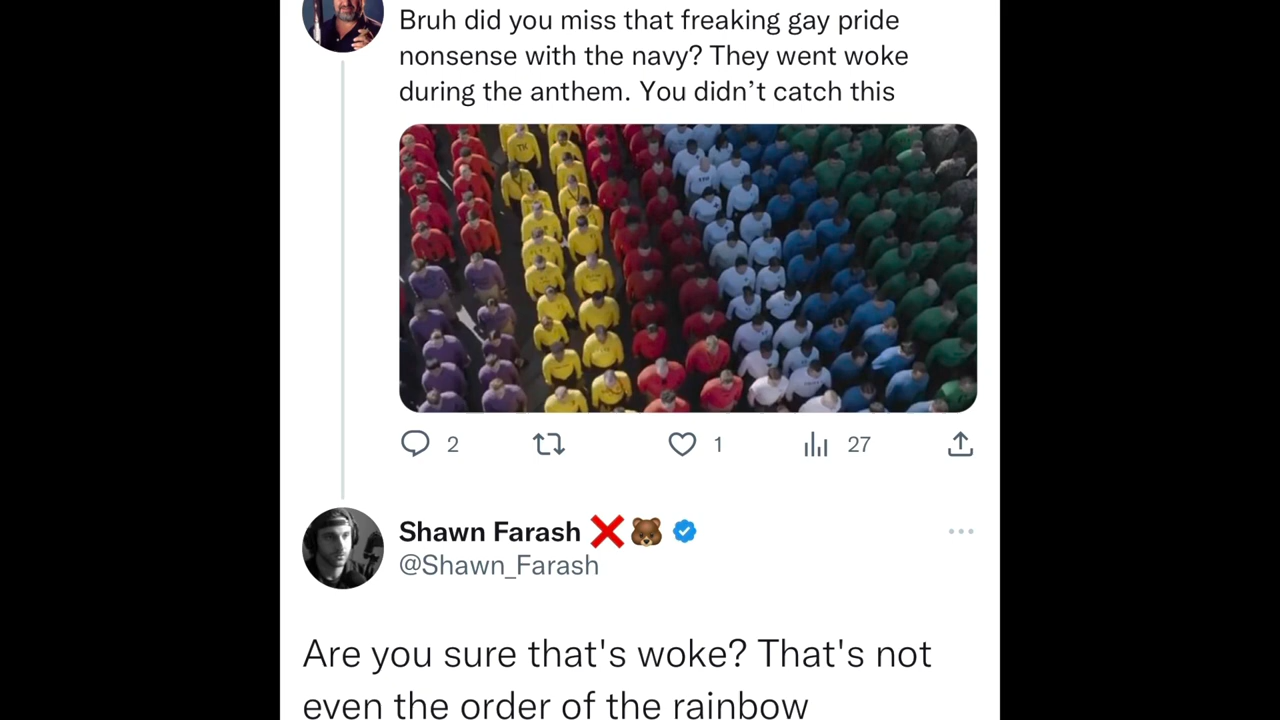 Bruh did you miss that freaking gay pride
nonsense with the navy? They went woke
during the anthem. You didn’t catch this
2
1
27
Shawn Farash ❌🐻
@Shawn_Farash
Are you sure that's woke? That's not
even the order of the rainbow